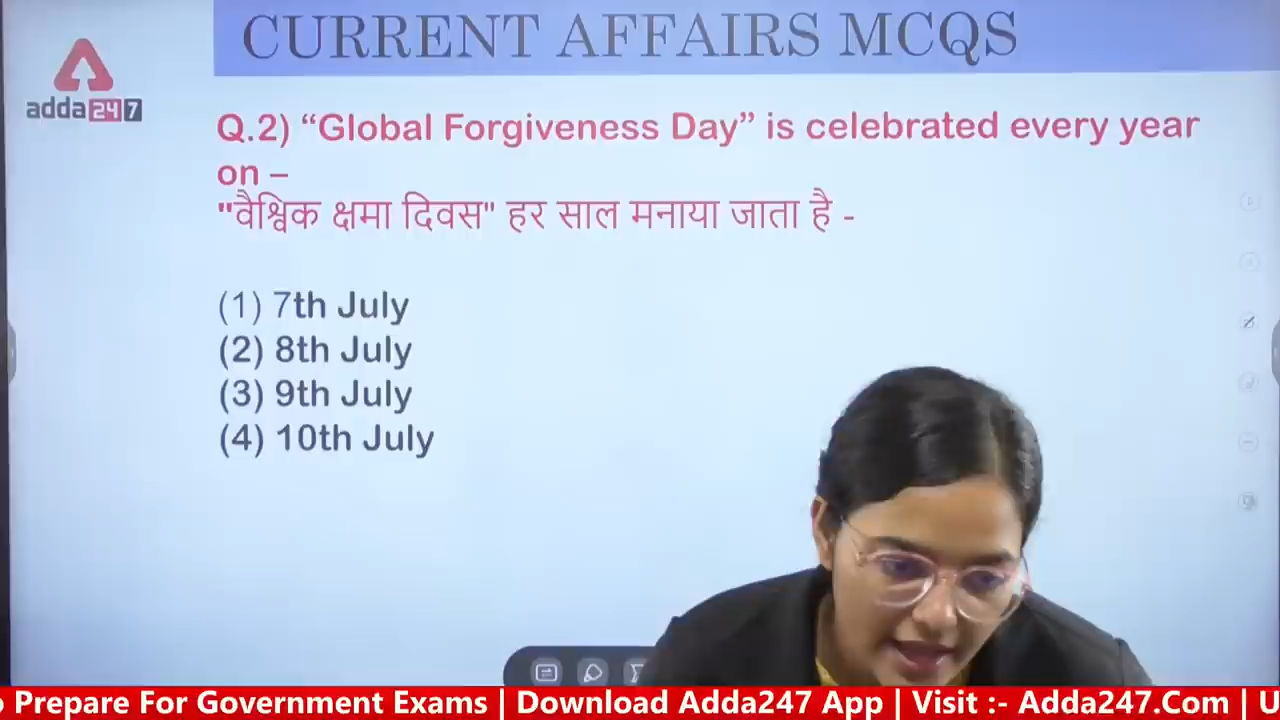 CURRENT AFFAIRS MCQS
adda247
Q.2) “Global Forgiveness Day” is celebrated every year
on –
"वैश्विक क्षमा दिवस" हर साल मनाया जाता है -
(1) 7th July
(2) 8th July
(3) 9th July
(4) 10th July
Prepare For Government Exams | Download Adda247 App | Visit :- Adda247.Com | U